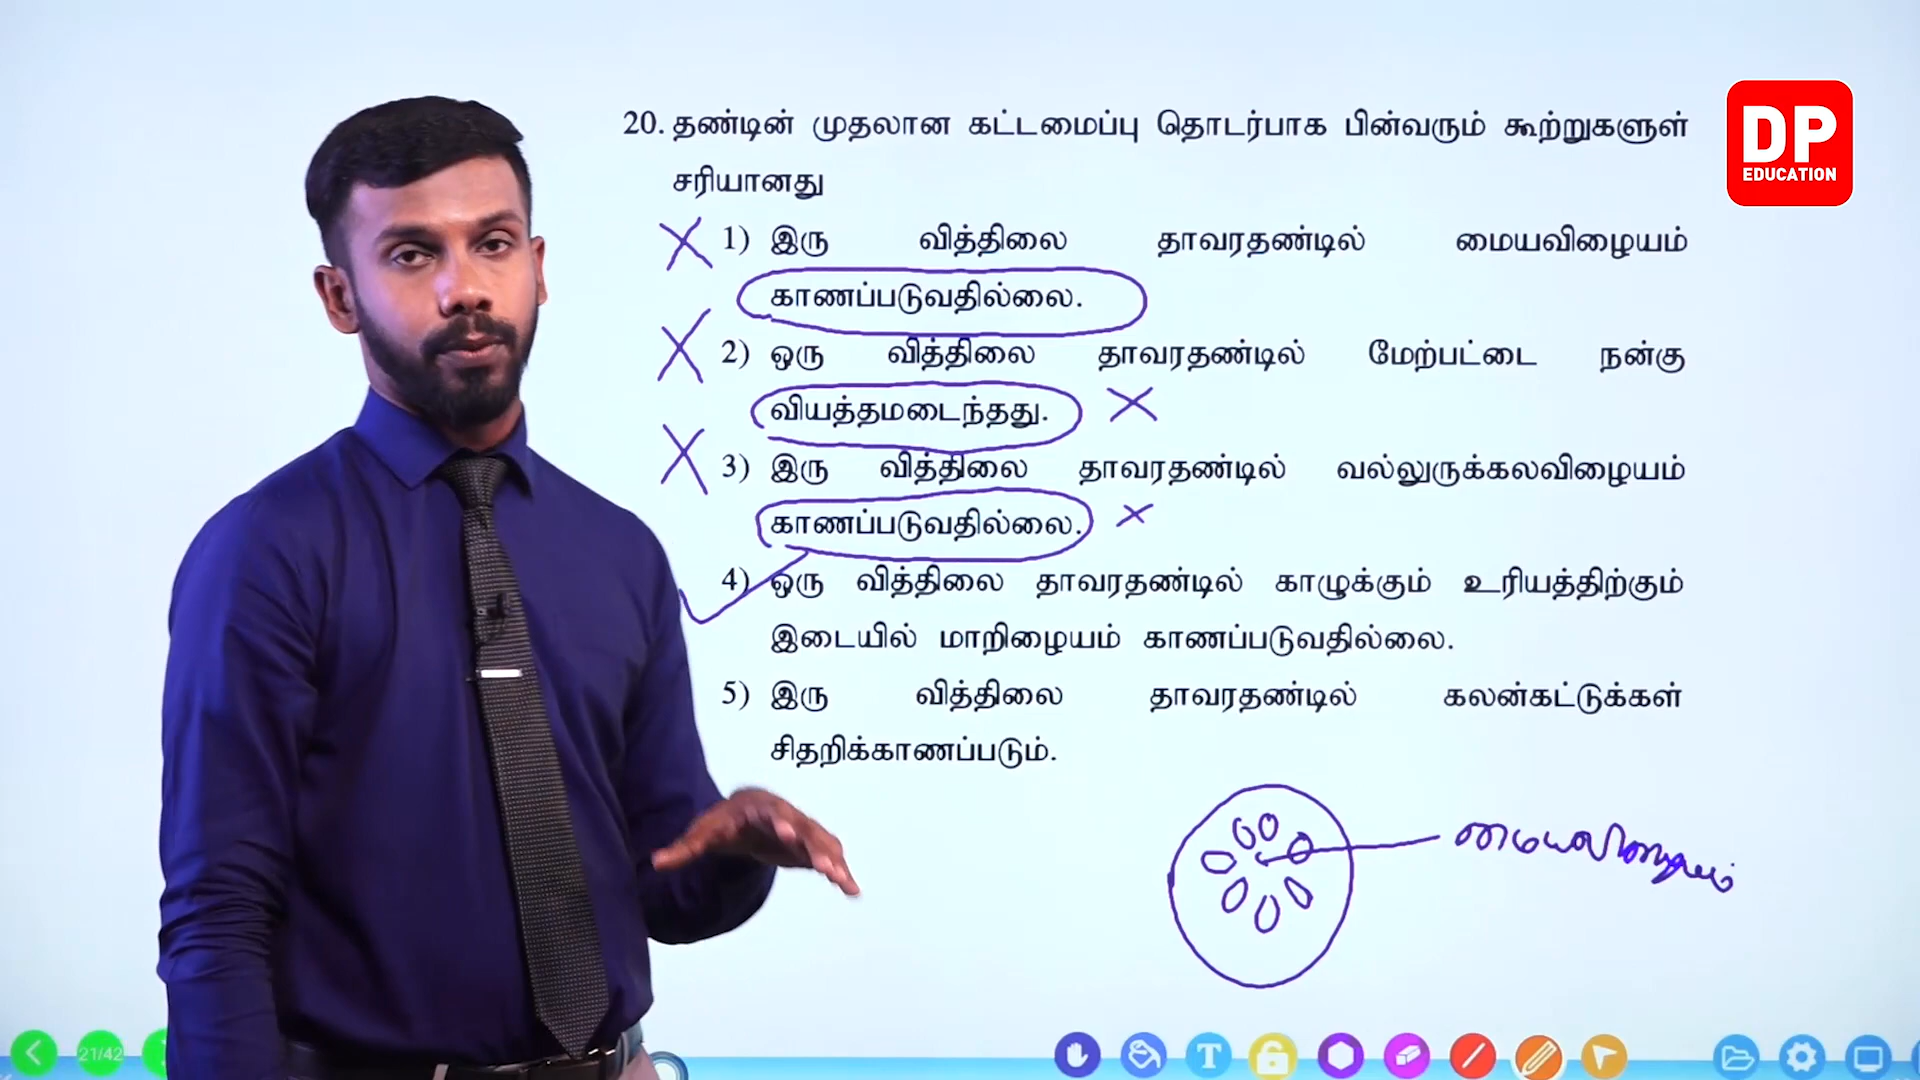 DP
EDUCATION
20. தண்டின் முதலான கட்டமைப்பு தொடர்பாக பின்வரும் கூற்றுகளுள்
சரியானது
1) இரு வித்திலை தாவரதண்டில் மையவிழையம்
காணப்படுவதில்லை.
2) ஒரு வித்திலை தாவரதண்டில் மேற்பட்டை நன்கு
வியத்தமடைந்தது.
3) இரு வித்திலை தாவரதண்டில் வல்லுருக்கலவிழையம்
காணப்படுவதில்லை.
4) ஒரு வித்திலை தாவரதண்டில் காழுக்கும் உரியத்திற்கும்
இடையில் மாறிழையம் காணப்படுவதில்லை.
5) இரு வித்திலை தாவரதண்டில் கலன்கட்டுக்கள்
சிதறிக்காணப்படும்.
மையவிழையம்
21/42
T